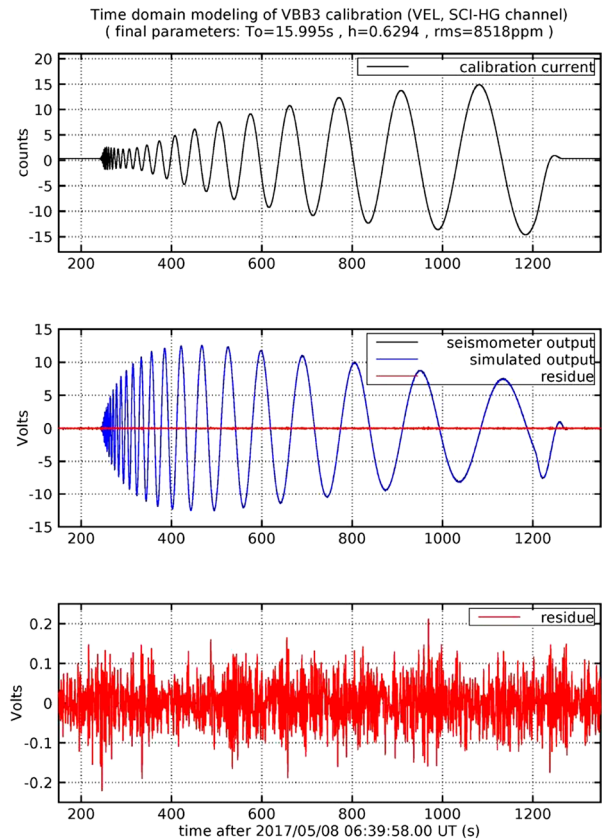 Time domain modeling of VBB3 calibration (VEL, SCI-HG channel)
( final parameters: To=15.995s , h=0.6294 , rms=8518ppm )
calibration current
counts
20
15
10
5
0
-5
-10
-15
200 400 600 800 1000 1200
seismometer output
simulated output
residue
Volts
15
10
5
0
-5
-10
-15
200 400 600 800 1000 1200
residue
Volts
0.2
0.1
0
-0.1
-0.2
200 400 600 800 1000 1200
time after 2017/05/08 06:39:58.00 UT (s)